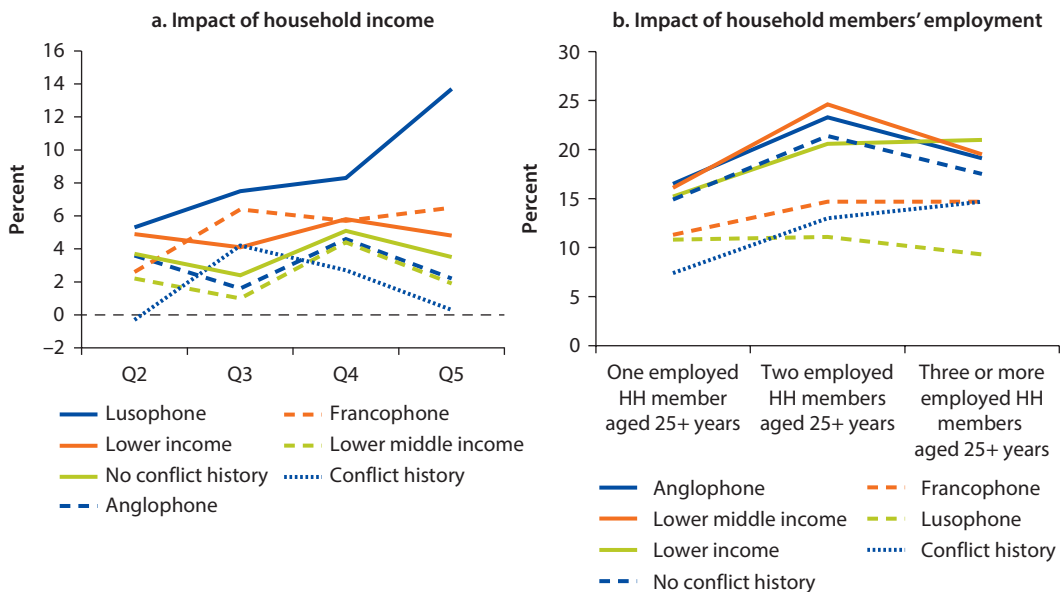 a. Impact of household income
16
14
12
10
8
6
4
2
0
−2
Percent
Q2
Q3
Q4
Q5
Lusophone
Francophone
Lower income
Lower middle income
No conflict history
Conflict history
Anglophone
b. Impact of household members’ employment
30
25
20
15
10
5
0
Percent
One employed
HH member
aged 25+ years
Two employed
HH members
aged 25+ years
Three or more
employed HH
members
aged 25+ years
Anglophone
Francophone
Lower middle income
Lusophone
Lower income
Conflict history
No conflict history